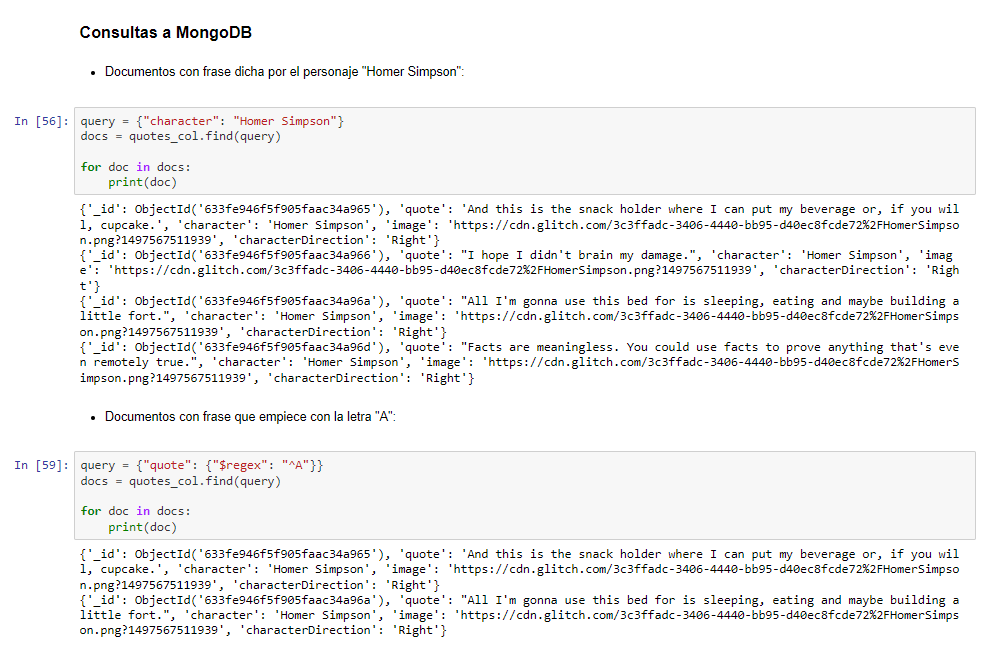 Consultas a MongoDB
• Documentos con frase dicha por el personaje "Homer Simpson":
In [56]: query = {"character": "Homer Simpson"}
docs = quotes_col.find(query)
for doc in docs:
    print(doc)
{'_id': ObjectId('633fe946f5f905faac34a965'), 'quote': 'And this is the snack holder where I can put my beverage or, if you wil
l, cupcake.', 'character': 'Homer Simpson', 'image': 'https://cdn.glitch.com/3c3ffadc-3406-4440-bb95-d40ec8fcde72%2FHomerSimpso
n.png?1497567511939', 'characterDirection': 'Right'}
{'_id': ObjectId('633fe946f5f905faac34a966'), 'quote': "I hope I didn't brain my damage.", 'character': 'Homer Simpson', 'imag
e': 'https://cdn.glitch.com/3c3ffadc-3406-4440-bb95-d40ec8fcde72%2FHomerSimpson.png?1497567511939', 'characterDirection': 'Righ
t'}
{'_id': ObjectId('633fe946f5f905faac34a96a'), 'quote': "All I'm gonna use this bed for is sleeping, eating and maybe building a
little fort.", 'character': 'Homer Simpson', 'image': 'https://cdn.glitch.com/3c3ffadc-3406-4440-bb95-d40ec8fcde72%2FHomerSimps
on.png?1497567511939', 'characterDirection': 'Right'}
{'_id': ObjectId('633fe946f5f905faac34a96d'), 'quote': "Facts are meaningless. You could use facts to prove anything that's eve
n remotely true.", 'character': 'Homer Simpson', 'image': 'https://cdn.glitch.com/3c3ffadc-3406-4440-bb95-d40ec8fcde72%2FHomerS
impson.png?1497567511939', 'characterDirection': 'Right'}
• Documentos con frase que empiece con la letra "A":
In [59]: query = {"quote": {"$regex": "^A"}}
docs = quotes_col.find(query)
for doc in docs:
    print(doc)
{'_id': ObjectId('633fe946f5f905faac34a965'), 'quote': 'And this is the snack holder where I can put my beverage or, if you wil
l, cupcake.', 'character': 'Homer Simpson', 'image': 'https://cdn.glitch.com/3c3ffadc-3406-4440-bb95-d40ec8fcde72%2FHomerSimpso
n.png?1497567511939', 'characterDirection': 'Right'}
{'_id': ObjectId('633fe946f5f905faac34a96a'), 'quote': "All I'm gonna use this bed for is sleeping, eating and maybe building a
little fort.", 'character': 'Homer Simpson', 'image': 'https://cdn.glitch.com/3c3ffadc-3406-4440-bb95-d40ec8fcde72%2FHomerSimps
on.png?1497567511939', 'characterDirection': 'Right'}